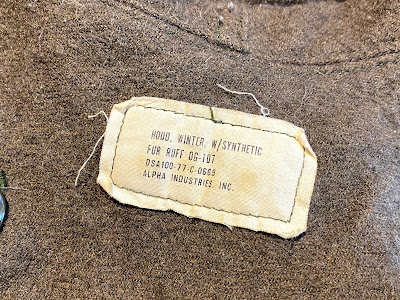 HOOD, WINTER, W/SYNTHETIC
FUR RUFF OG-107
DSA100-77-C-0669
ALPHA INDUSTRIES, INC.